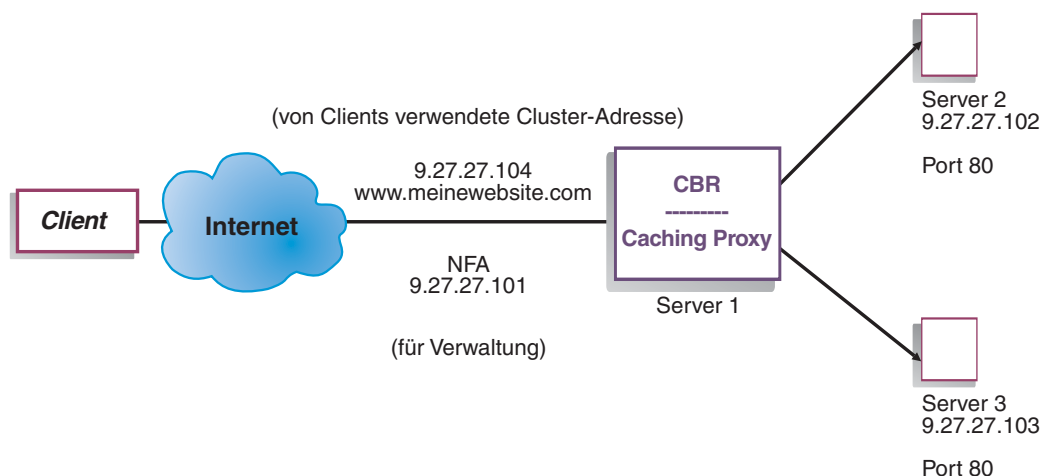 (von Clients verwendete Cluster-Adresse)
9.27.27.104
www.meinewebsite.com
Client
Internet
NFA
9.27.27.101
(für Verwaltung)
CBR
---------
Caching Proxy
Server 1
Server 2
9.27.27.102
Port 80
Server 3
9.27.27.103
Port 80